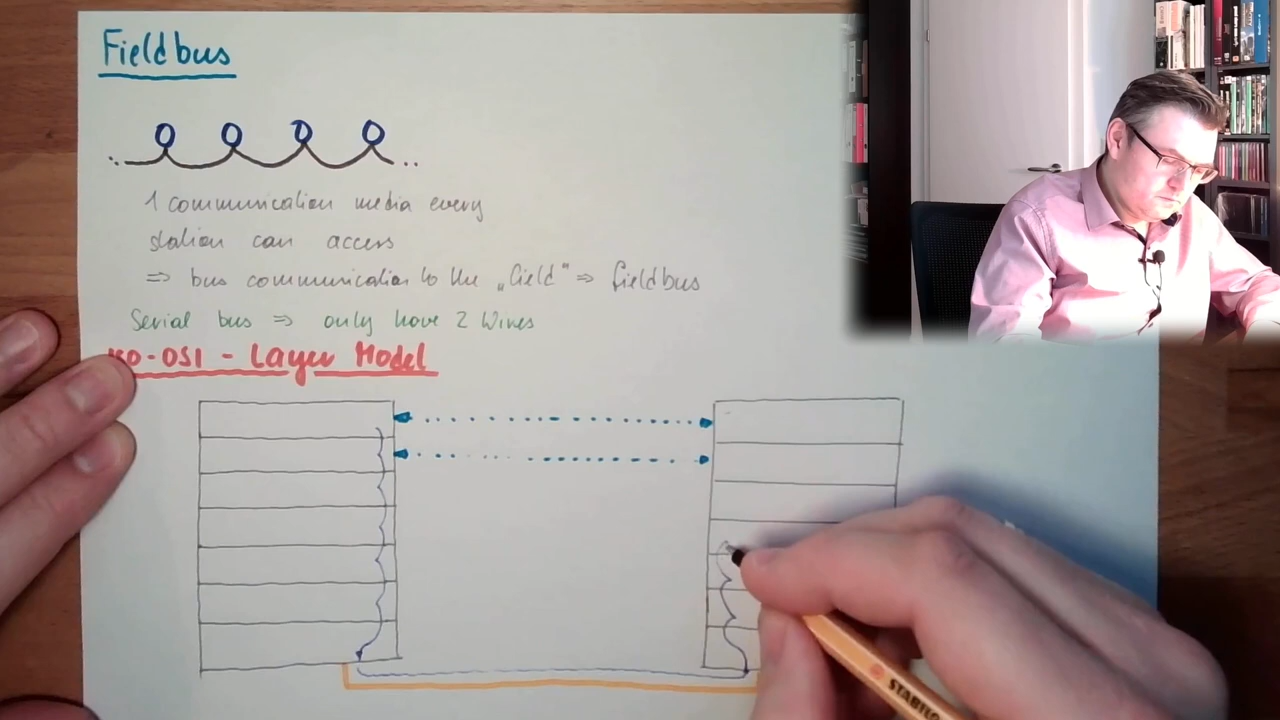 Fieldbus
1 communication media every
station can access
⇒ bus communication to the „field" ⇒ fieldbus
Serial bus ⇒ only have 2 wires
ISO-OSI - Layer Model
STABILO